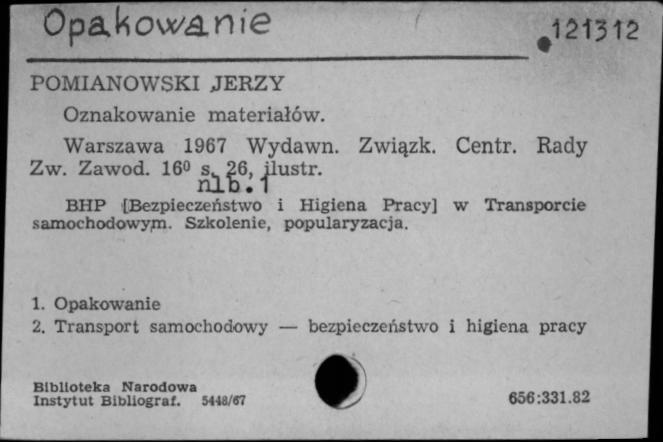 Opakowanie
121312
POMIANOWSKI JERZY
Oznakowanie materiałów.
Warszawa 1967 Wydawn. Związk. Centr. Rady
Zw. Zawod. 16⁰ s. 26, ilustr.
nlb. 1
BHP [Bezpieczeństwo i Higiena Pracy] w Transporcie
samochodowym. Szkolenie, popularyzacja.
1. Opakowanie
2. Transport samochodowy — bezpieczeństwo i higiena pracy
Biblioteka Narodowa
Instytut Bibliograf. 5448/67
656:331.82